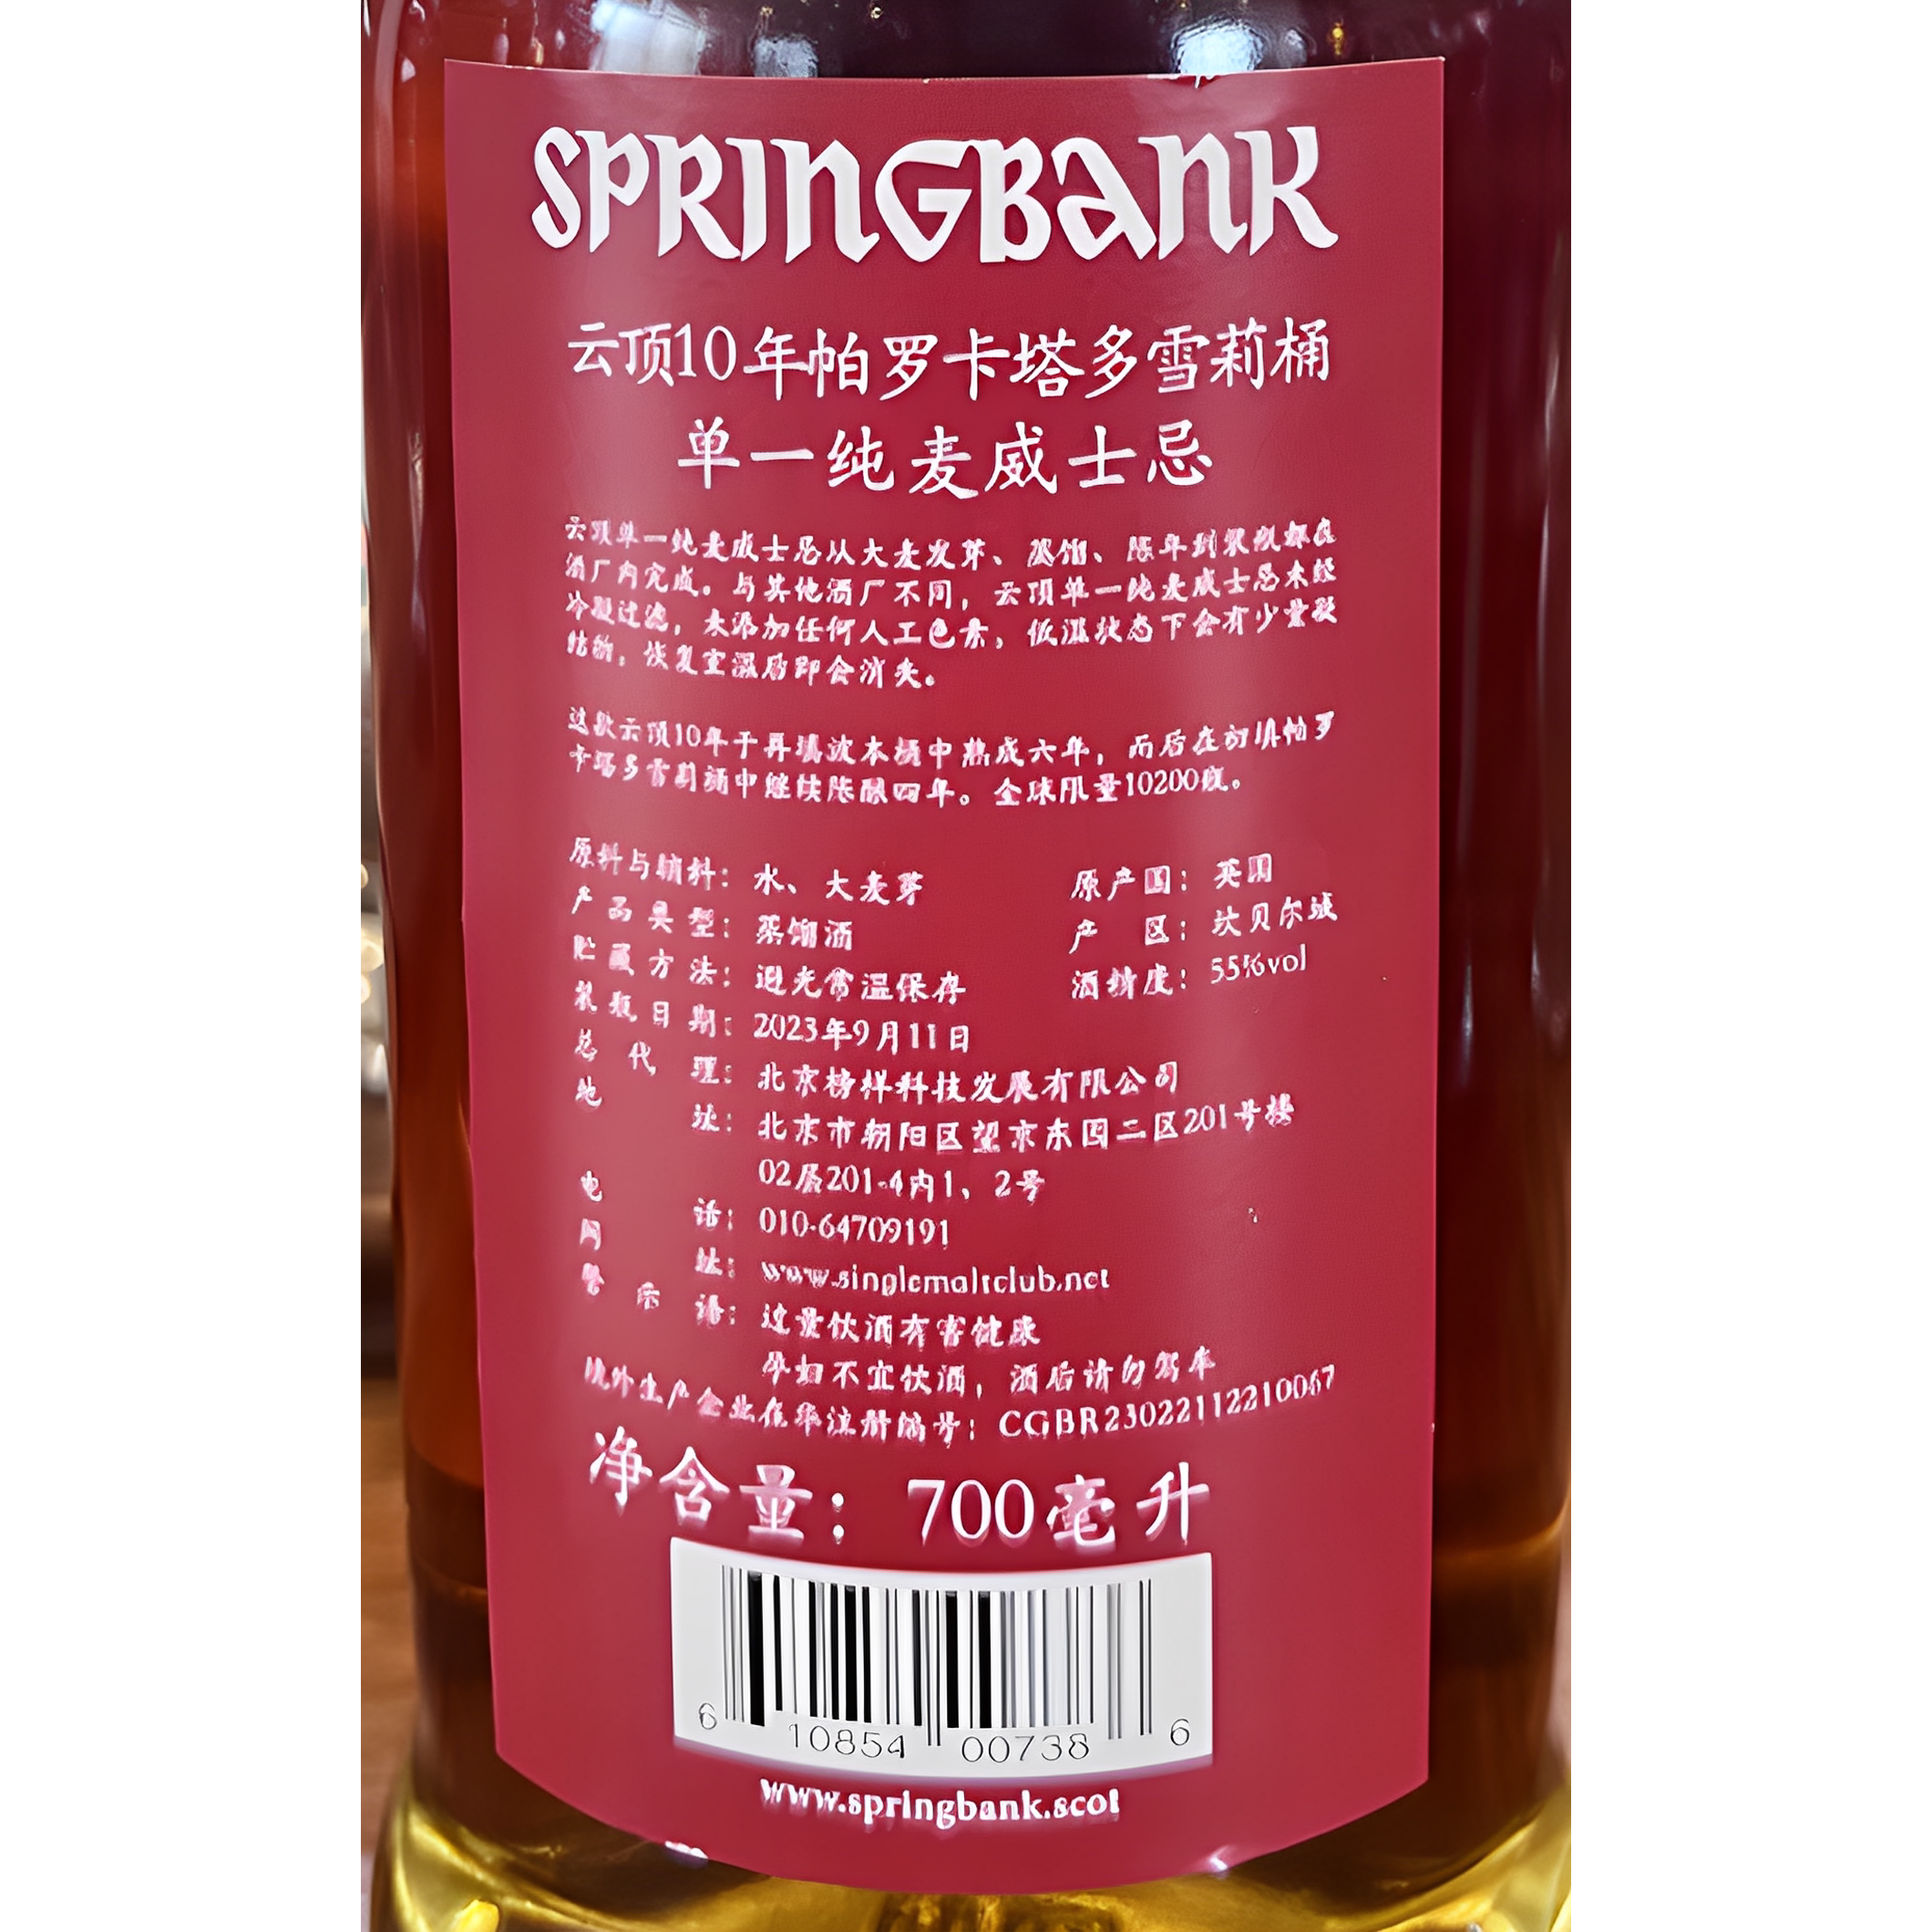 SPRINGBANK
云顶10年帕罗卡塔多雪莉桶
单一纯麦威士忌
云顶单一纯麦威士忌从大麦发芽、蒸馏、陈年到装瓶都在
酒厂内完成。与其他酒厂不同，云顶单一纯麦威士忌未经
冷凝过滤，未添加任何人工色素，低温状态下会有少量凝
结物，恢复室温后即会消失。
这款云顶10年于再填波本桶中熟成六年，而后在初填帕罗
卡塔多雪莉桶中继续陈酿四年。全球限量10200瓶。
原料与辅料：水、大麦芽 原产国：英国
产品类型：蒸馏酒 产区：坎贝尔城
贮藏方法：避光常温保存 酒精度：55%vol
装瓶日期：2023年9月11日
总代理：北京榜样科技发展有限公司
地址：北京市朝阳区望京东园二区201号楼
02层201-4内1、2号
电话：010-64709191
网址：www.singlemaltclub.net
警示语：过量饮酒有害健康
孕妇不宜饮酒，酒后请勿驾车
境外生产企业在华注册编号：CGBR23022112210067
净含量：700毫升
6 10854 00738 6
www.springbank.scot